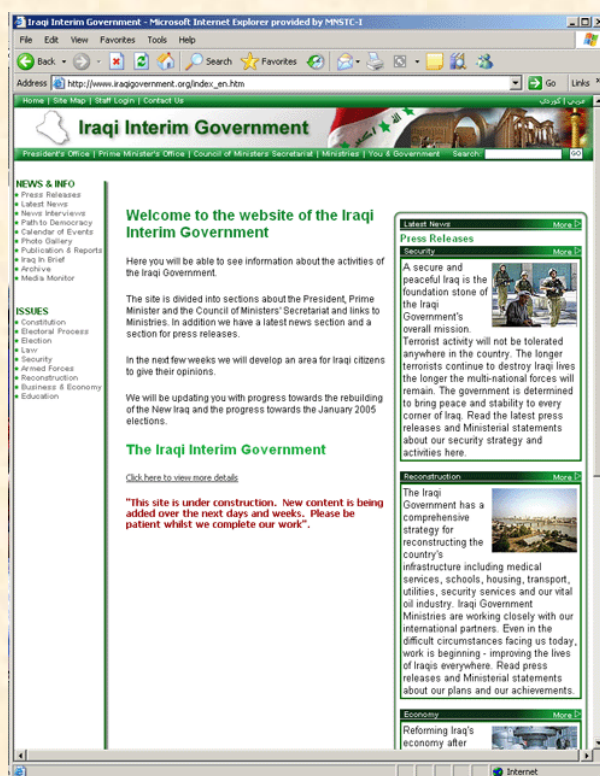 Iraqi Interim Government - Microsoft Internet Explorer provided by MNSTC-I
File Edit View Favorites Tools Help
Back Search Favorites
Address http://www.iraqigovernment.org/index_en.htm Go Links
Home | Site Map | Staff Login | Contact Us عربي | كوردی
Iraqi Interim Government
President's Office | Prime Minister's Office | Council of Ministers Secretariat | Ministries | You & Government Search: GO
NEWS & INFO
Press Releases
Latest News
News Interviews
Path to Democracy
Calendar of Events
Photo Gallery
Publication & Reports
Iraq In Brief
Archive
Media Monitor
ISSUES
Constitution
Electoral Process
Election
Law
Security
Armed Forces
Reconstruction
Business & Economy
Education
Welcome to the website of the Iraqi
Interim Government
Here you will be able to see information about the activities of
the Iraqi Government.
The site is divided into sections about the President, Prime
Minister and the Council of Ministers' Secretariat and links to
Ministries. In addition we have a latest news section and a
section for press releases.
In the next few weeks we will develop an area for Iraqi citizens
to give their opinions.
We will be updating you with progress towards the rebuilding
of the New Iraq and the progress towards the January 2005
elections.
The Iraqi Interim Government
Click here to view more details
"This site is under construction. New content is being
added over the next days and weeks. Please be
patient whilst we complete our work".
Latest News More
Press Releases
Security More
A secure and
peaceful Iraq is the
foundation stone of
the Iraqi
Government's
overall mission.
Terrorist activity will not be tolerated
anywhere in the country. The longer
terrorists continue to destroy Iraqi lives
the longer the multi-national forces will
remain. The government is determined
to bring peace and stability to every
corner of Iraq. Read the latest press
releases and Ministerial statements
about our security strategy and
activities here.
Reconstruction More
The Iraqi
Government has a
comprehensive
strategy for
reconstructing the
country's
infrastructure including medical
services, schools, housing, transport,
utilities, security services and our vital
oil industry. Iraqi Government
Ministries are working closely with our
international partners. Even in the
difficult circumstances facing us today,
work is beginning - improving the lives
of Iraqis everywhere. Read press
releases and Ministerial statements
about our plans and our achievements.
Economy More
Reforming Iraq's
economy after
Internet